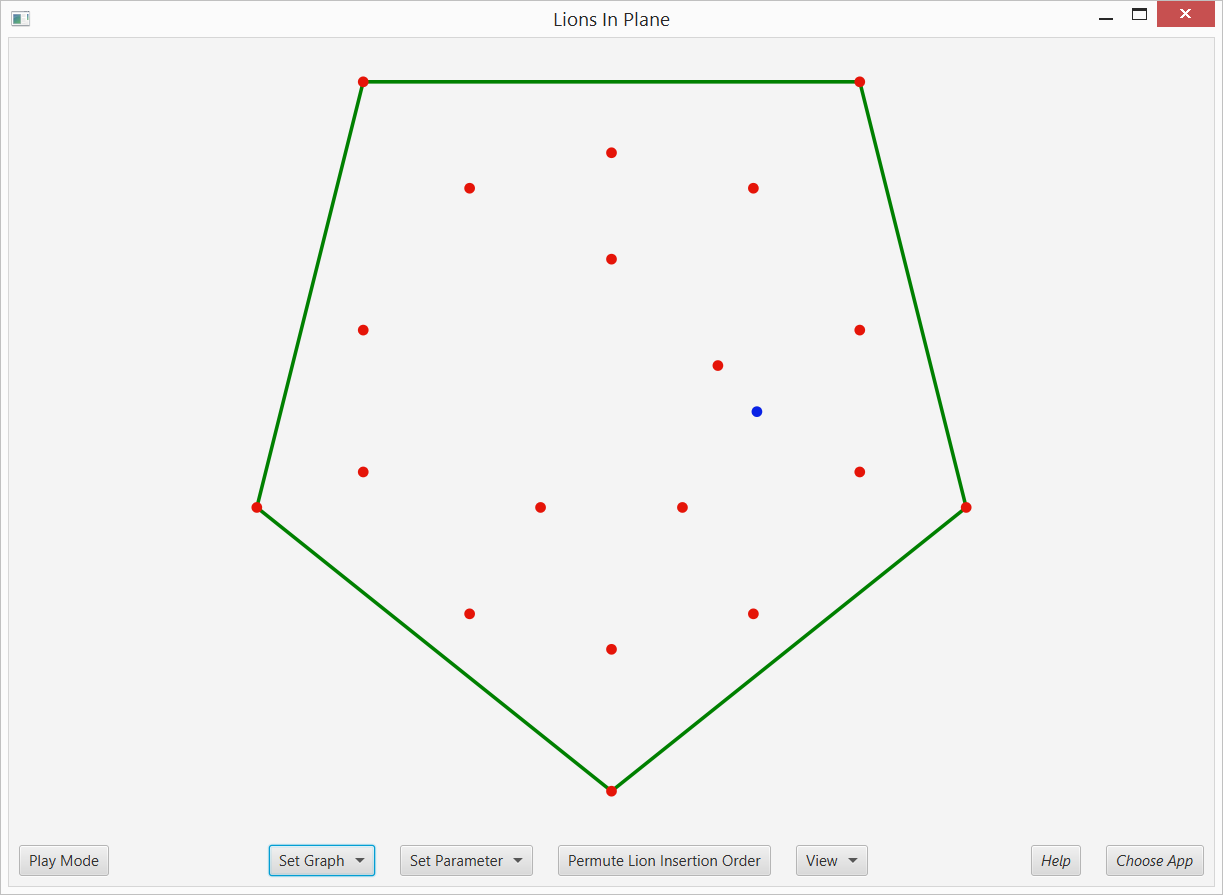 Lions In Plane
Play Mode
Set Graph
Set Parameter
Permute Lion Insertion Order
View
Help
Choose App